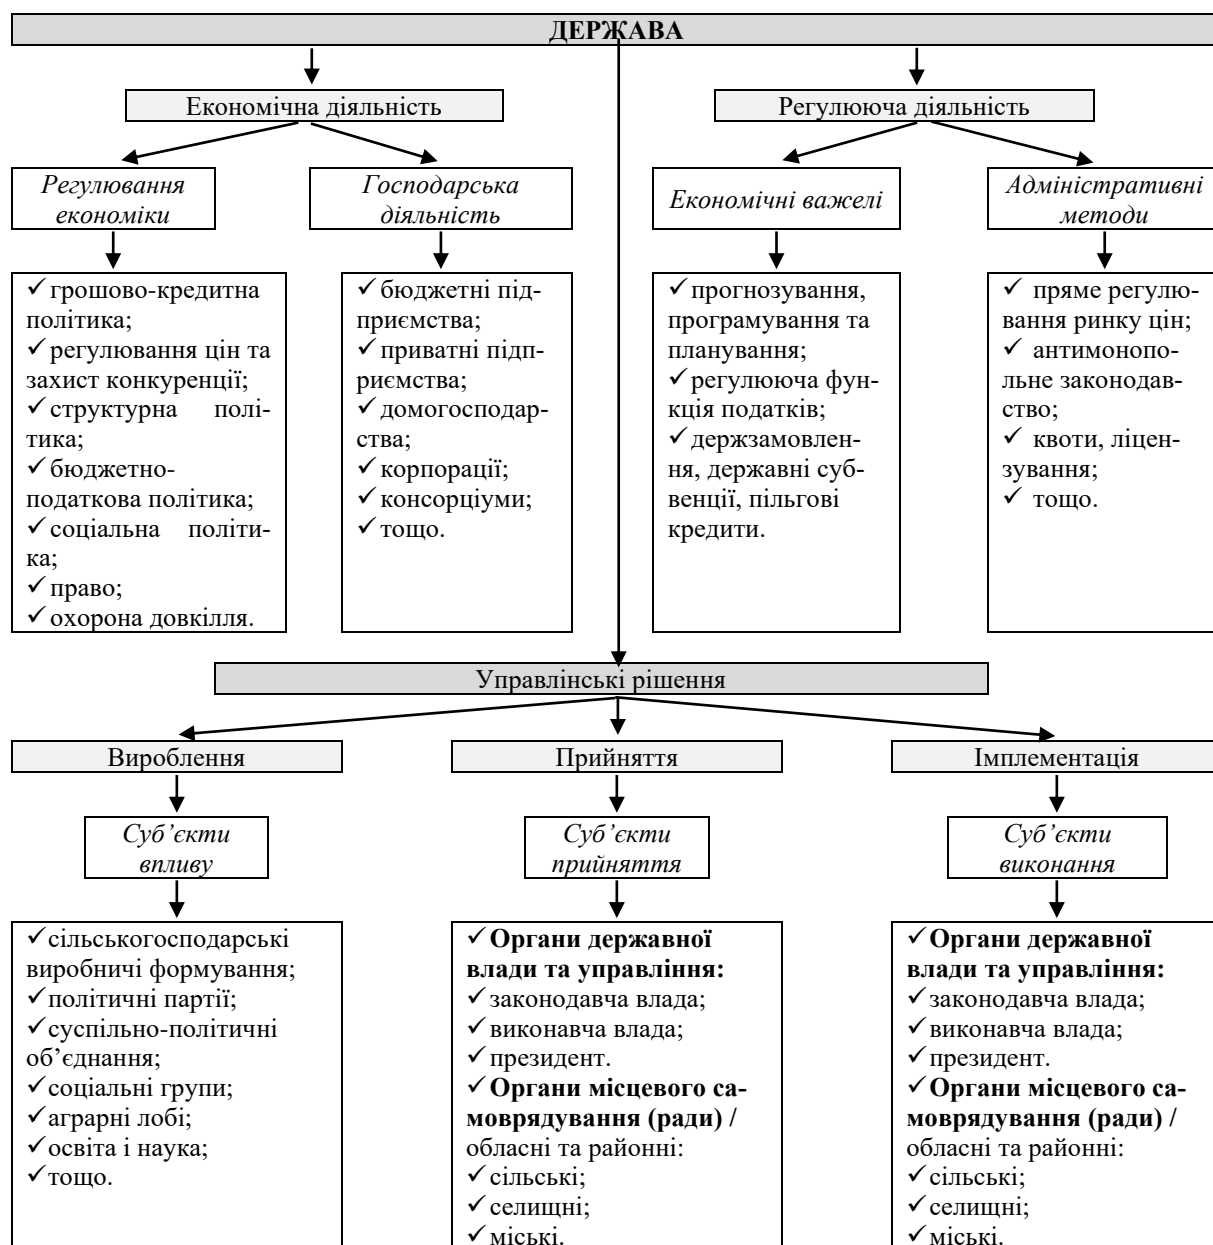 ДЕРЖАВА
Економічна діяльність
Регулююча діяльність
Регулювання
економіки
Господарська
діяльність
Економічні важелі
Адміністративні
методи
✓грошово-кредитна
політика;
✓регулювання цін та
захист конкуренції;
✓структурна полі-
тика;
✓бюджетно-
податкова політика;
✓соціальна політи-
ка;
✓право;
✓охорона довкілля.
✓бюджетні під-
приємства;
✓приватні підп-
риємства;
✓домогосподар-
ства;
✓корпорації;
✓консорціуми;
✓тощо.
✓прогнозування,
програмування та
планування;
✓регулююча фун-
кція податків;
✓держзамовлен-
ня, державні суб-
венції, пільгові
кредити.
✓ пряме регулю-
вання ринку цін;
✓ антимонопо-
льне законодав-
ство;
✓ квоти, ліцен-
зування;
✓ тощо.
Управлінські рішення
Вироблення
Прийняття
Імплементація
Суб’єкти
впливу
Суб’єкти
прийняття
Суб’єкти
виконання
✓сільськогосподарські
виробничі формування;
✓політичні партії;
✓суспільно-політичні
об’єднання;
✓соціальні групи;
✓аграрні лобі;
✓освіта і наука;
✓тощо.
✓Органи державної
влади та управління:
✓законодавча влада;
✓виконавча влада;
✓президент.
✓Органи місцевого са-
моврядування (ради) /
обласні та районні:
✓сільські;
✓селищні;
✓міські.
✓Органи державної
влади та управління:
✓законодавча влада;
✓виконавча влада;
✓президент.
✓Органи місцевого са-
моврядування (ради) /
обласні та районні:
✓сільські;
✓селищні;
✓міські.